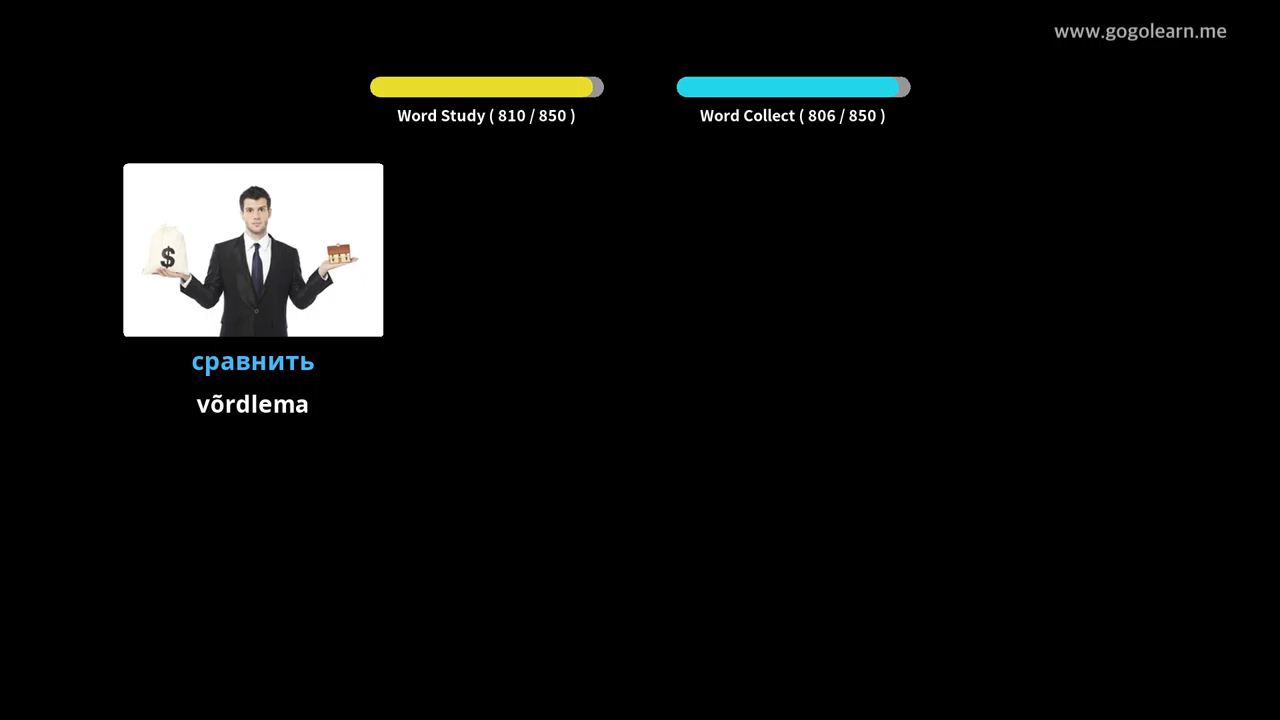 www.gogolearn.me
Word Study ( 810 / 850 )
Word Collect ( 806 / 850 )
$
сравнить
võrdlema